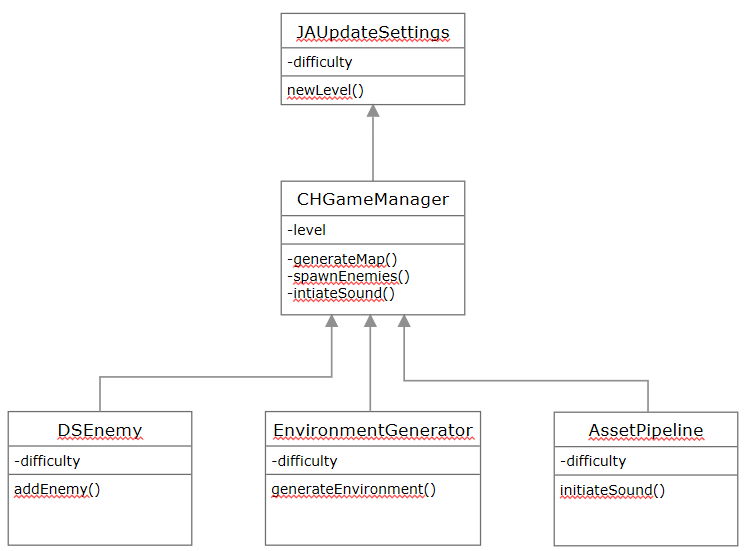 JAUpdateSettings
-difficulty
newLevel()
CHGameManager
-level
-generateMap()
-spawnEnemies()
-intiateSound()
DSEnemy
-difficulty
addEnemy()
EnvironmentGenerator
-difficulty
generateEnvironment()
AssetPipeline
-difficulty
initiateSound()